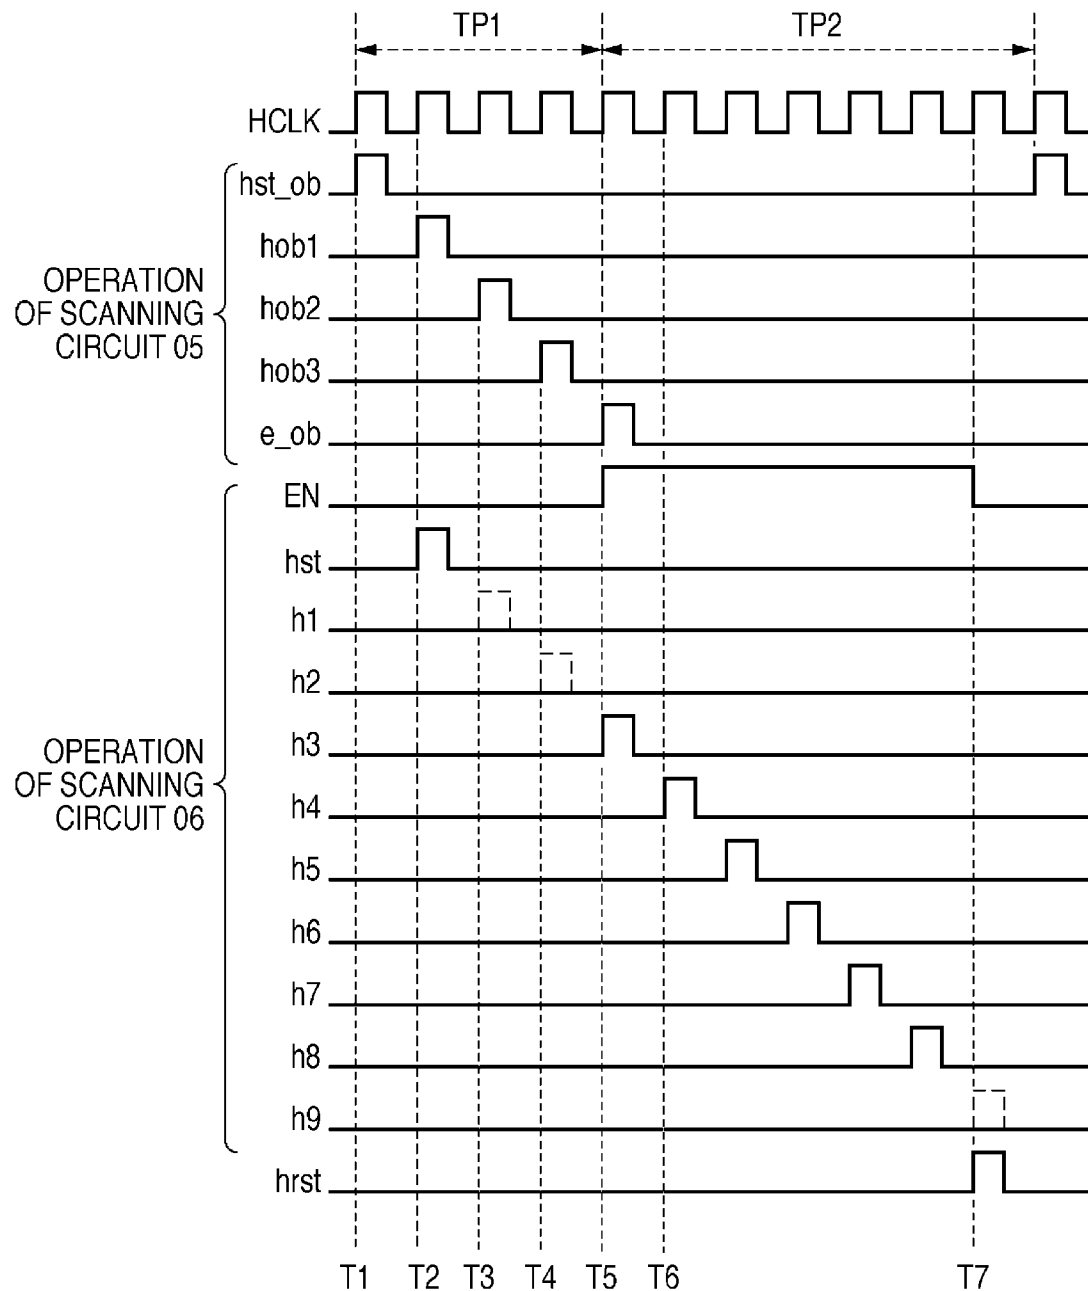 TP1 TP2
HCLK
hst_ob
hob1
OPERATION
OF SCANNING
CIRCUIT 05
hob2
hob3
e_ob
EN
hst
h1
h2
h3
OPERATION
OF SCANNING
CIRCUIT 06
h4
h5
h6
h7
h8
h9
hrst
T1 T2 T3 T4 T5 T6 T7